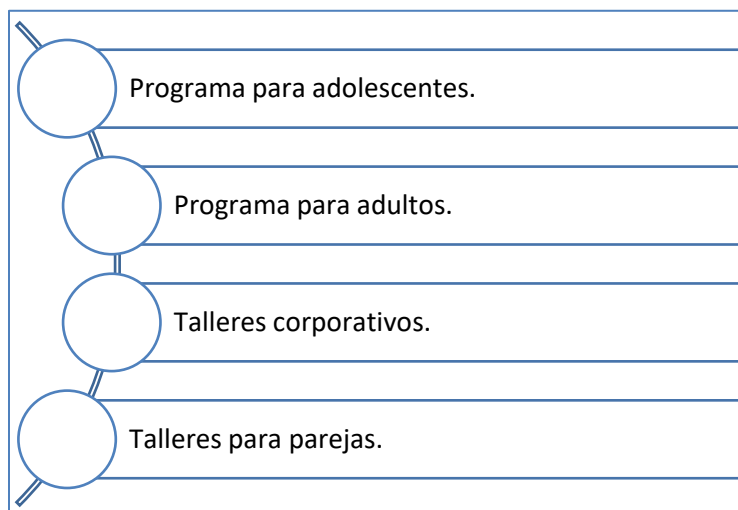 Programa para adolescentes.
Programa para adultos.
Talleres corporativos.
Talleres para parejas.